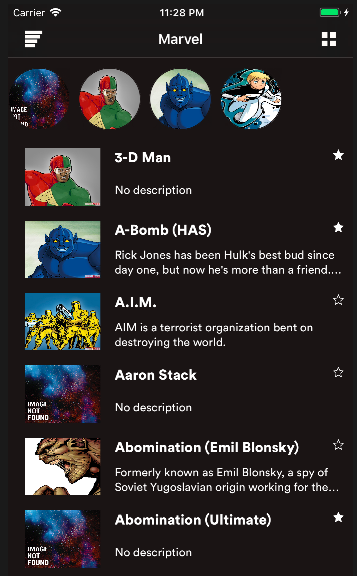 Carrier
11:28 PM
Marvel
IMAGE
NOT
FOUND
3-D Man
No description
A-Bomb (HAS)
Rick Jones has been Hulk's best bud since
day one, but now he's more than a friend....
A.I.M.
AIM is a terrorist organization bent on
destroying the world.
Aaron Stack
IMAGE
NOT
FOUND
No description
Abomination (Emil Blonsky)
Formerly known as Emil Blonsky, a spy of
Soviet Yugoslavian origin working for the...
Abomination (Ultimate)
IMAGE
NOT
FOUND
No description